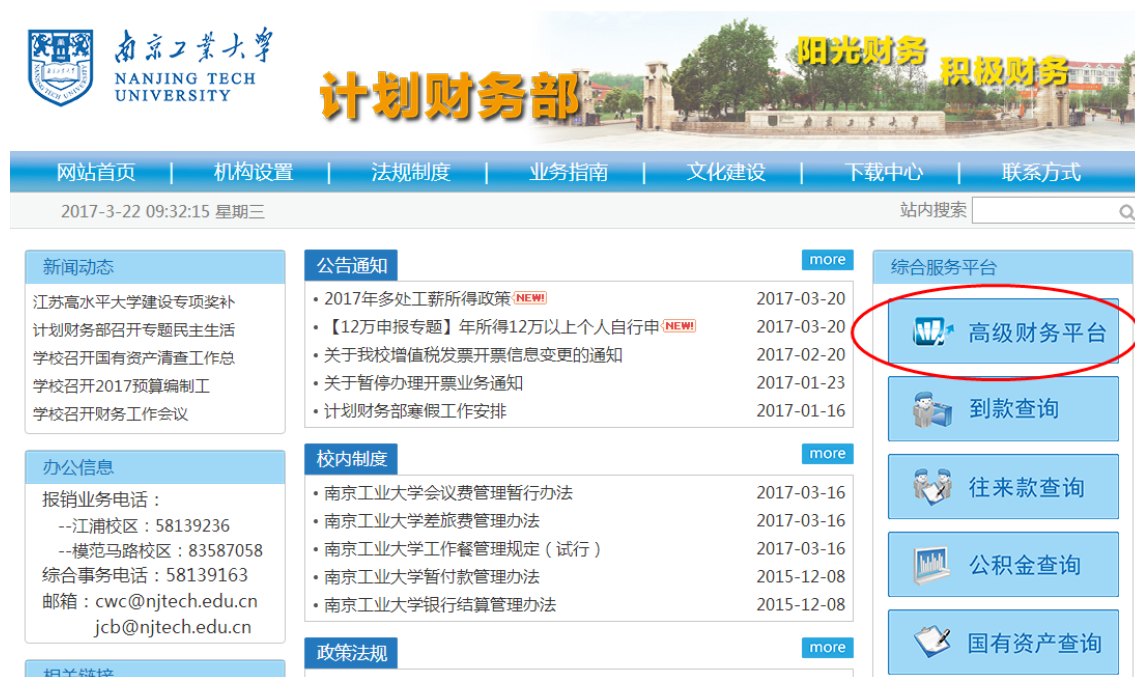 南京工业大学
NANJING TECH
UNIVERSITY
计划财务部
阳光财务
积极财务
网站首页 | 机构设置 | 法规制度 | 业务指南 | 文化建设 | 下载中心 | 联系方式
2017-3-22 09:32:15 星期三
站内搜索
新闻动态
江苏高水平大学建设专项奖补
计划财务部召开专题民主生活
学校召开国有资产清查工作总
学校召开2017预算编制工
学校召开财务工作会议
办公信息
报销业务电话：
--江浦校区：58139236
--模范马路校区：83587058
综合事务电话：58139163
邮箱：cwc@njtech.edu.cn
jcb@njtech.edu.cn
相关链接
公告通知 more
• 2017年多处工薪所得政策 NEW! 2017-03-20
• 【12万申报专题】年所得12万以上个人自行申 NEW! 2017-03-20
• 关于我校增值税发票开票信息变更的通知 2017-02-20
• 关于暂停办理开票业务通知 2017-01-23
• 计划财务部寒假工作安排 2017-01-16
校内制度 more
• 南京工业大学会议费管理暂行办法 2017-03-16
• 南京工业大学差旅费管理办法 2017-03-16
• 南京工业大学工作餐管理规定（试行） 2017-03-16
• 南京工业大学暂付款管理办法 2015-12-08
• 南京工业大学银行结算管理办法 2015-12-08
政策法规 more
综合服务平台
高级财务平台
到款查询
往来款查询
公积金查询
国有资产查询